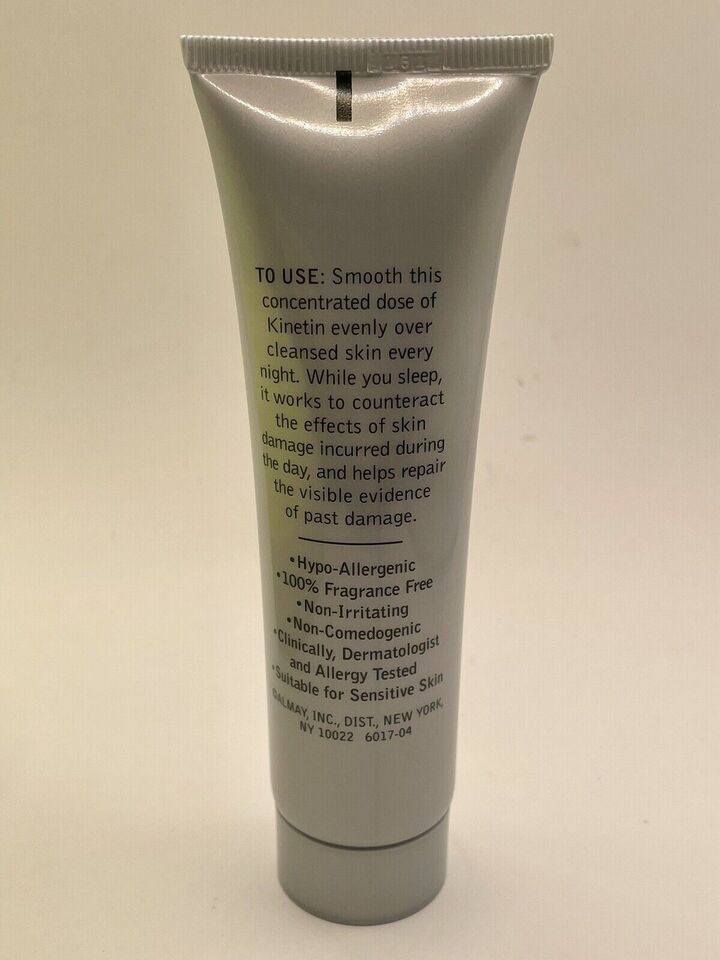 TO USE: Smooth this
concentrated dose of
Kinetin evenly over
cleansed skin every
night. While you sleep,
it works to counteract
the effects of skin
damage incurred during
the day, and helps repair
the visible evidence
of past damage.
•Hypo-Allergenic
•100% Fragrance Free
•Non-Irritating
•Non-Comedogenic
•Clinically, Dermatologist
and Allergy Tested
•Suitable for Sensitive Skin
INC., DIST., NEW YORK,
NY 10022 6017-04